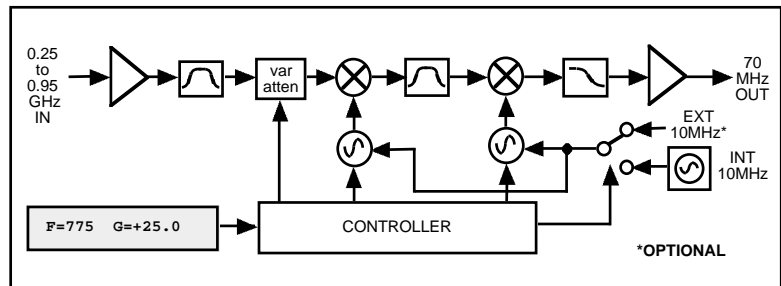 0.25
to
0.95
GHz
IN
var
atten
70
MHz
OUT
EXT
10MHz*
INT
10MHz
F=775 G=+25.0
CONTROLLER
*OPTIONAL